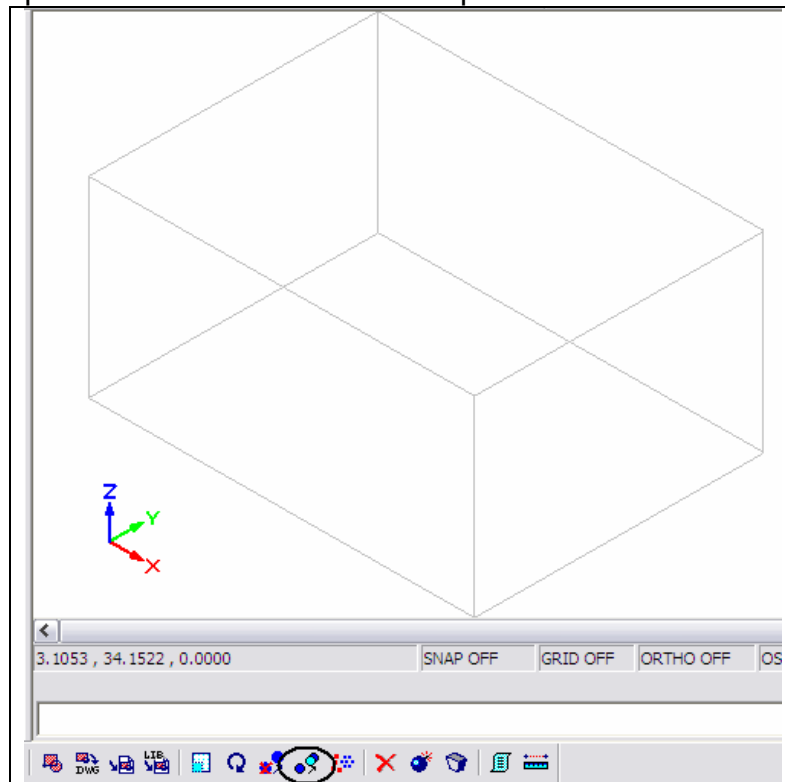 Z
Y
X
3.1053 , 34.1522 , 0.0000 SNAP OFF GRID OFF ORTHO OFF OS
DWG LIB